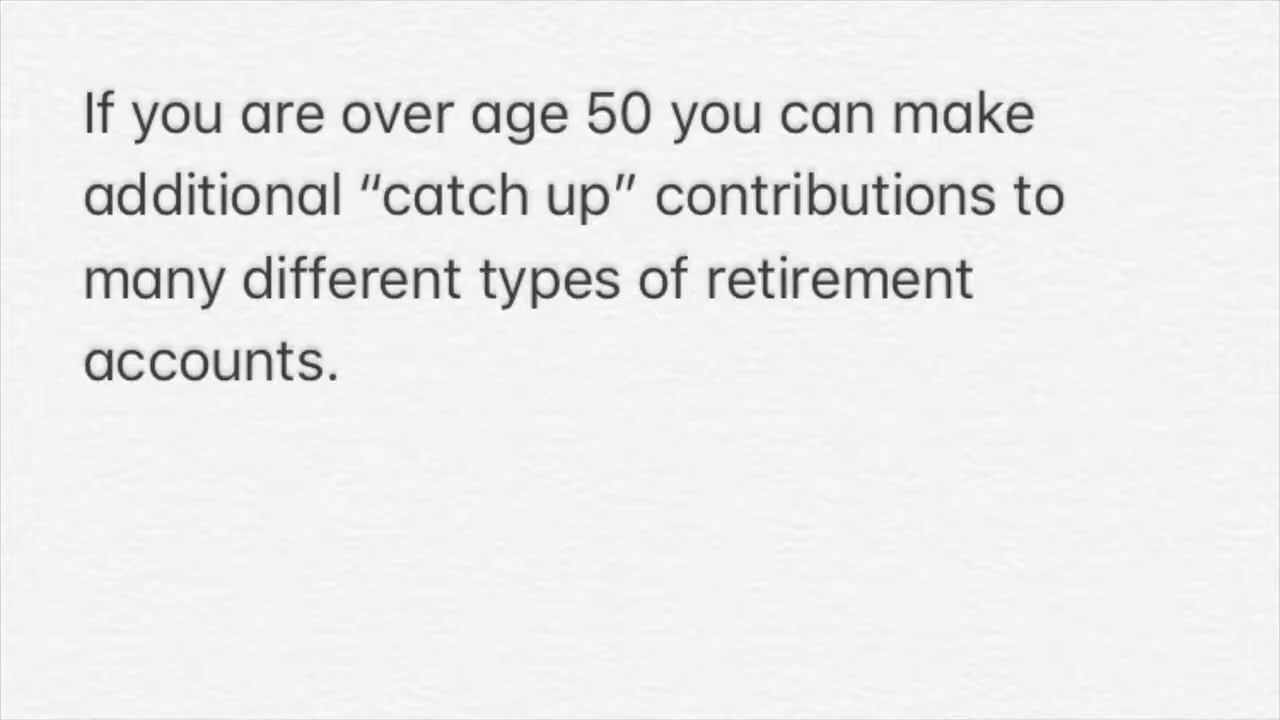 If you are over age 50 you can make
additional “catch up” contributions to
many different types of retirement
accounts.